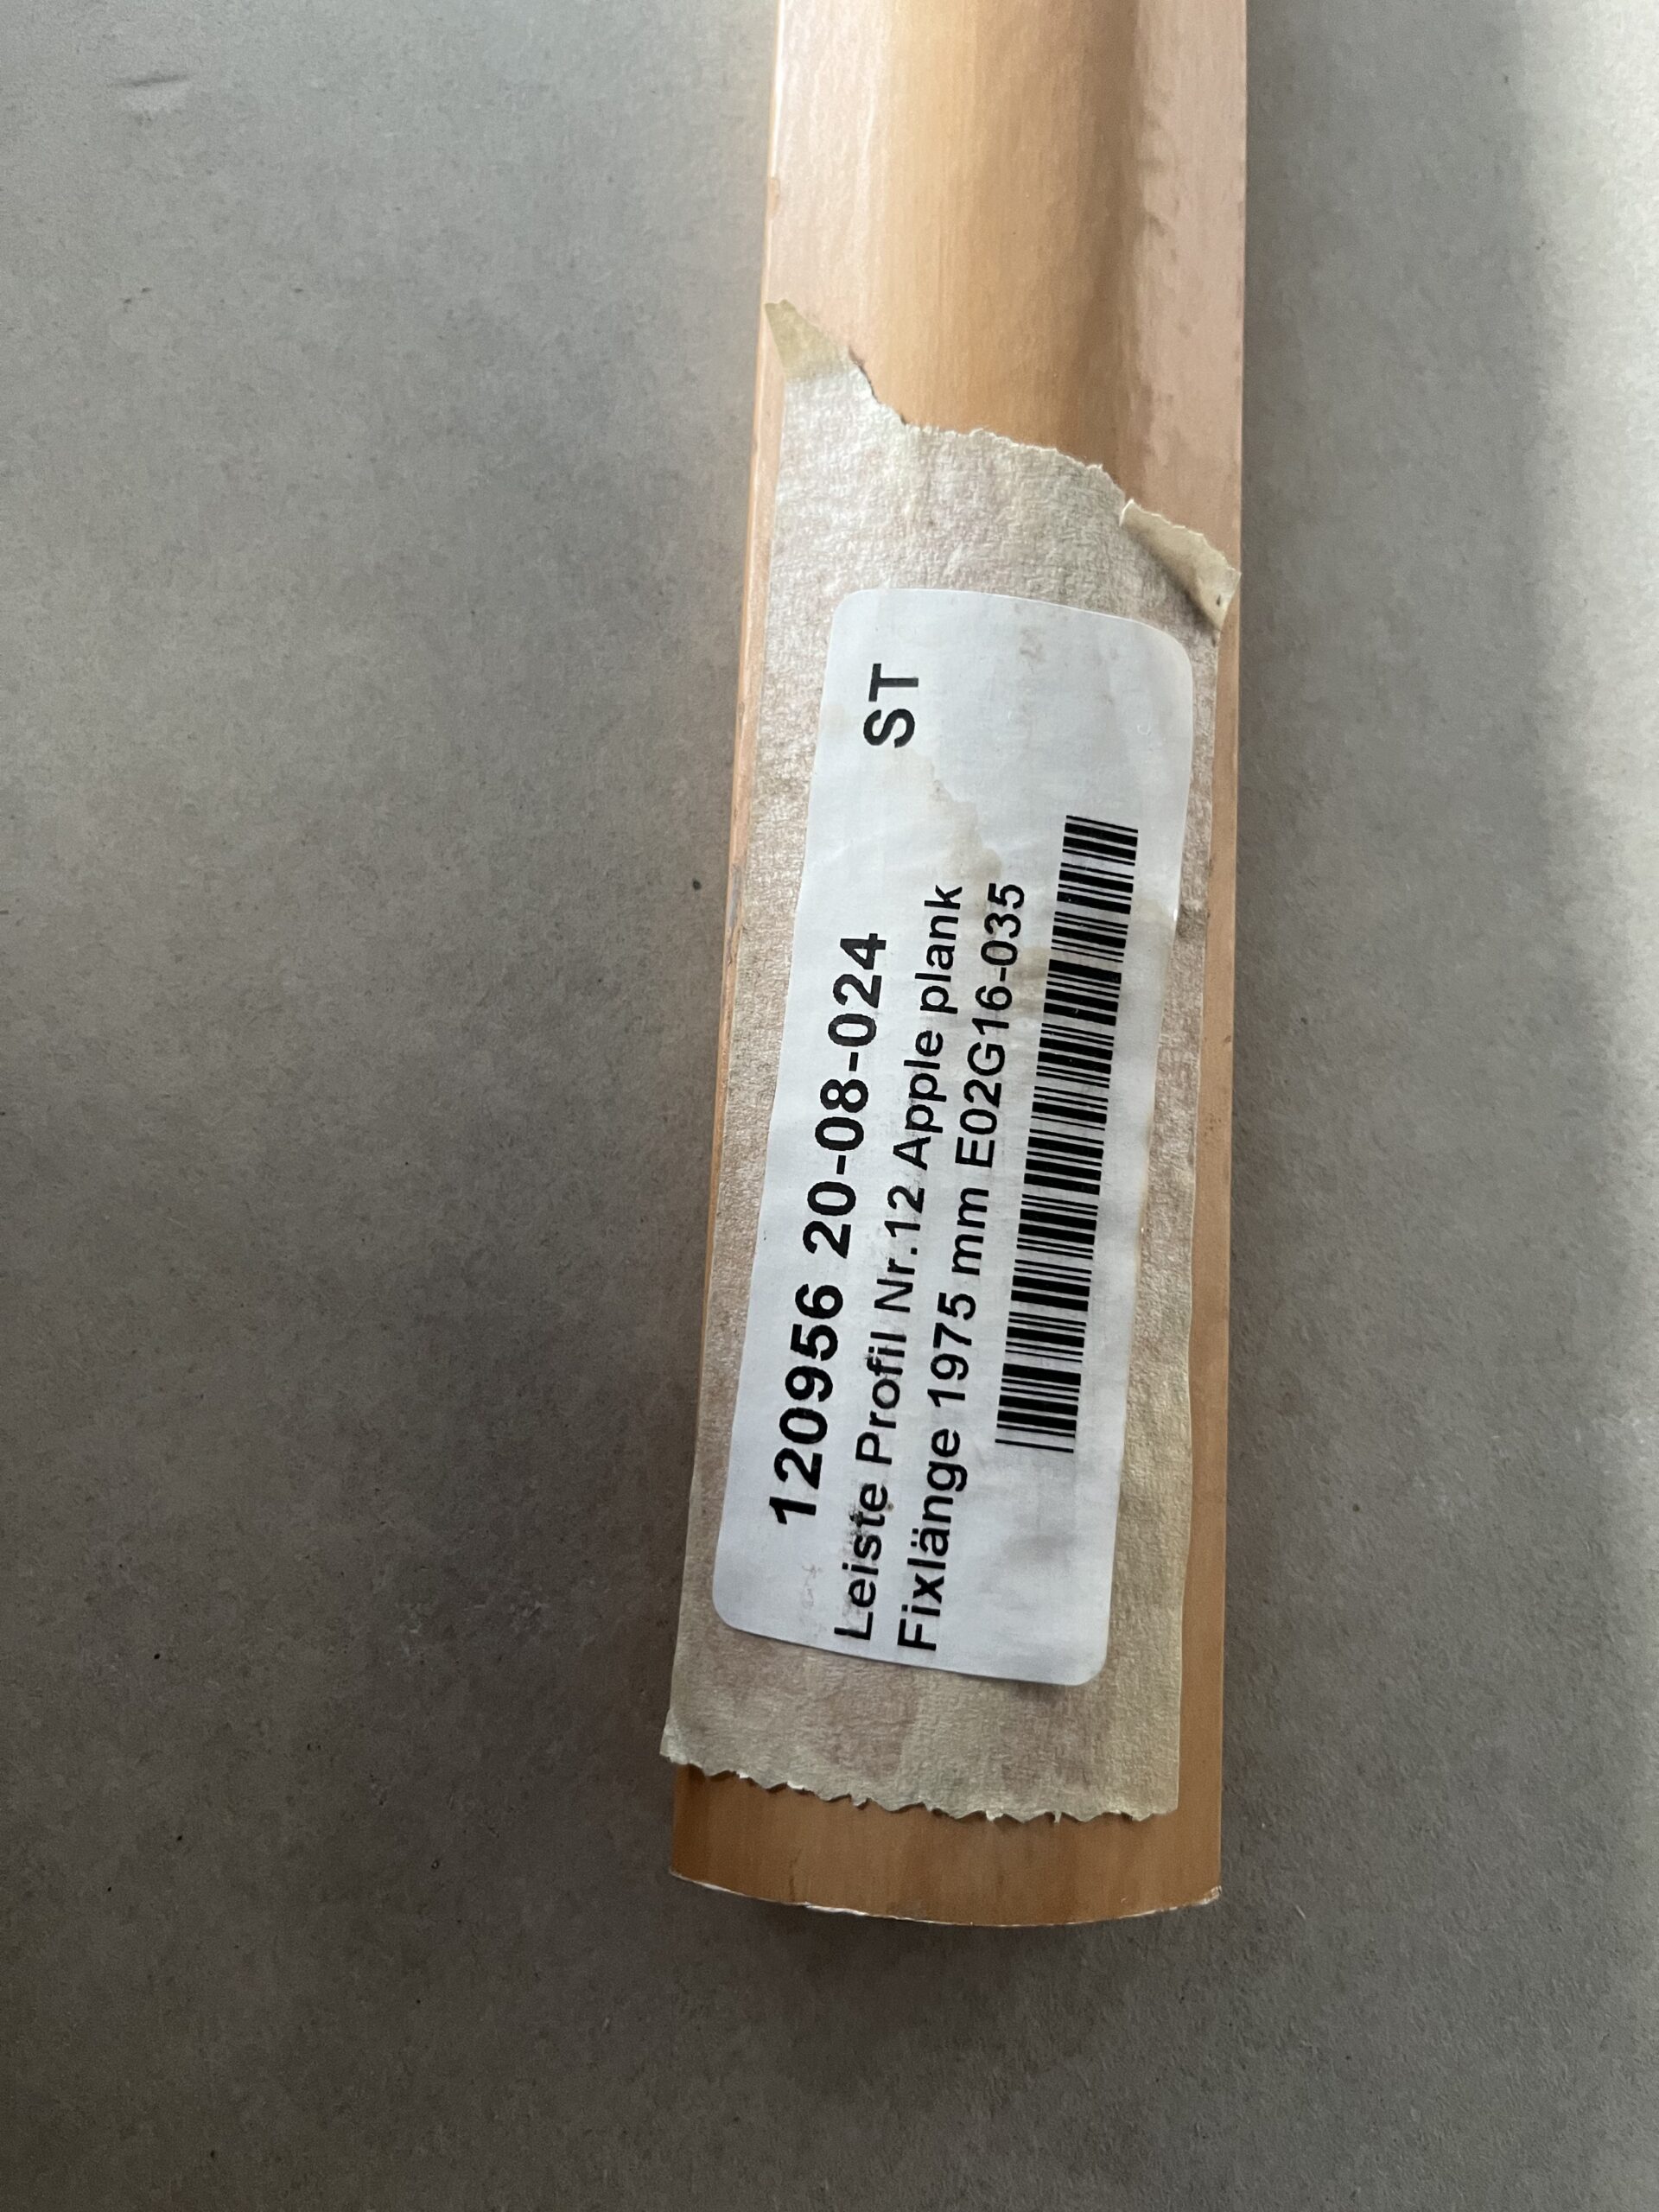 120956 20-08-024 ST
Leiste Profil Nr.12 Apple plank
Fixlänge 1975 mm E02G16-035